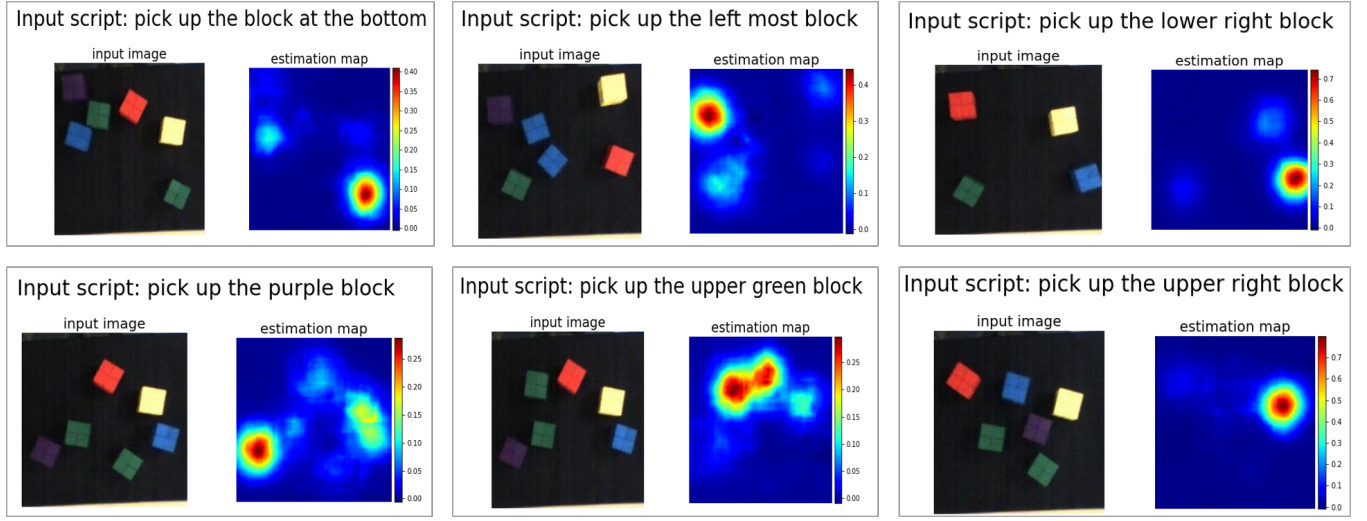 Input script: pick up the block at the bottom
input image
estimation map
0.40
0.35
0.30
0.25
0.20
0.15
0.10
0.05
0.00
Input script: pick up the left most block
input image
estimation map
0.4
0.3
0.2
0.1
0.0
Input script: pick up the lower right block
input image
estimation map
0.7
0.6
0.5
0.4
0.3
0.2
0.1
0.0
Input script: pick up the purple block
input image
estimation map
0.25
0.20
0.15
0.10
0.05
0.00
Input script: pick up the upper green block
input image
estimation map
0.25
0.20
0.15
0.10
0.05
0.00
Input script: pick up the upper right block
input image
estimation map
0.7
0.6
0.5
0.4
0.3
0.2
0.1
0.0